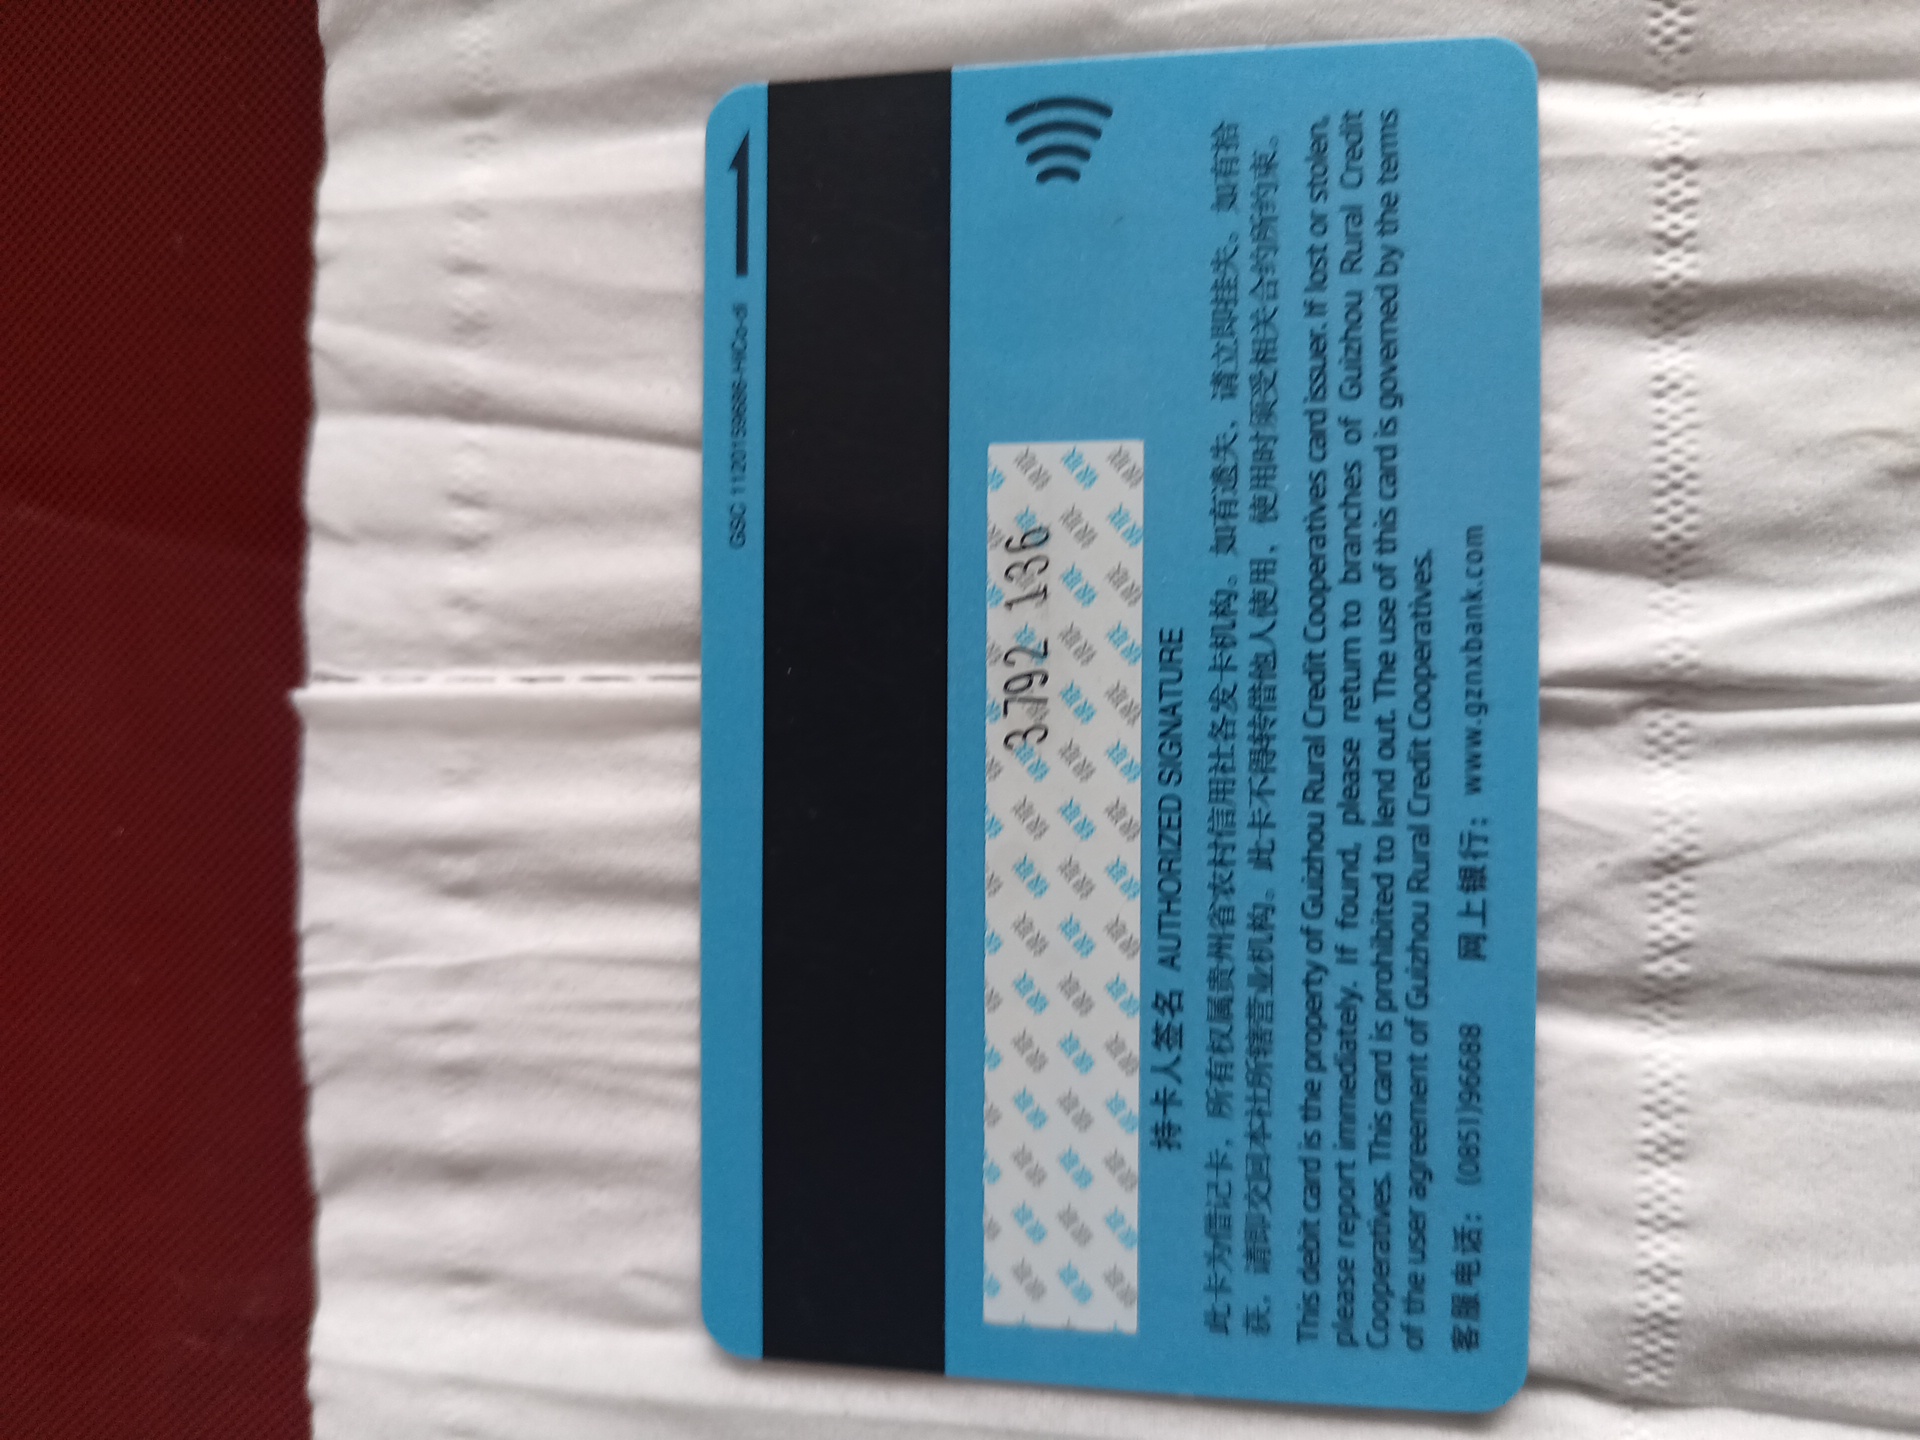 GSC 1120159686-HiCo-di
3792 136
持卡人签名 AUTHORIZED SIGNATURE
此卡为借记卡，所有权属贵州省农村信用社各发卡机构。如有遗失，请立即挂失。如有拾
获，请即交回本社所辖营业机构。此卡不得转借他人使用，使用时须受相关合约所约束。
This debit card is the property of Guizhou Rural Credit Cooperatives card issuer. If lost or stolen,
please report immediately. If found, please return to branches of Guizhou Rural Credit
Cooperatives. This card is prohibited to lend out. The use of this card is governed by the terms
of the user agreement of Guizhou Rural Credit Cooperatives.
客服电话：(0851)96688 网上银行：www.gznxbank.com